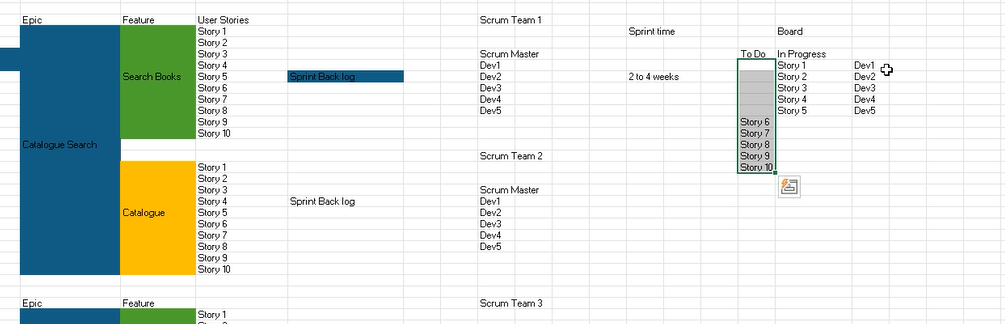 Epic Feature User Stories Scrum Team 1
Story 1 Sprint time Board
Story 2
Story 3 Scrum Master To Do In Progress
Story 4 Dev1 Story 1 Dev1
Search Books Story 5 Sprint Back log Dev2 2 to 4 weeks Story 2 Dev2
Story 6 Dev3 Story 3 Dev3
Story 7 Dev4 Story 4 Dev4
Story 8 Dev5 Story 5 Dev5
Story 9 Story 6
Story 10 Story 7
Catalogue Search Story 8
Scrum Team 2 Story 9
Story 1 Story 10
Story 2
Story 3 Scrum Master
Story 4 Sprint Back log Dev1
Catalogue Story 5 Dev2
Story 6 Dev3
Story 7 Dev4
Story 8 Dev5
Story 9
Story 10
Epic Feature Scrum Team 3
Story 1